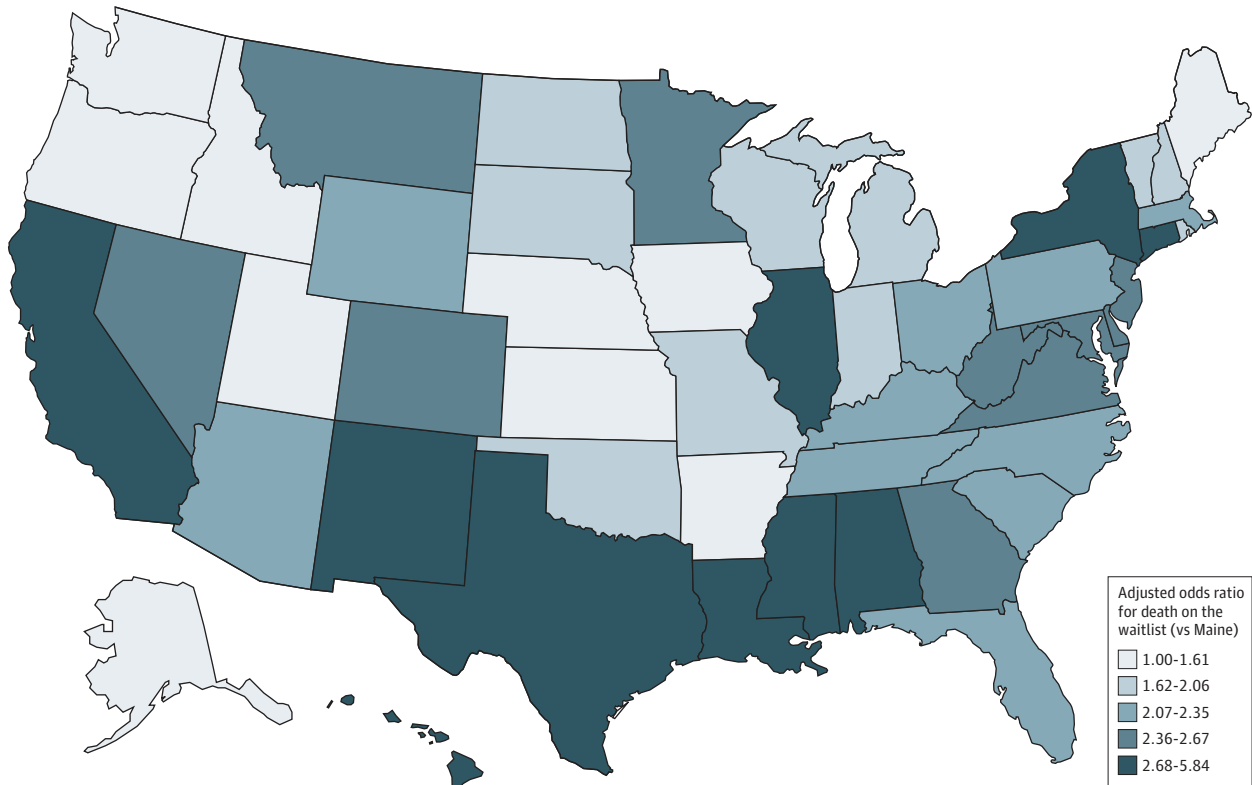 Adjusted odds ratio
for death on the
waitlist (vs Maine)
1.00-1.61
1.62-2.06
2.07-2.35
2.36-2.67
2.68-5.84